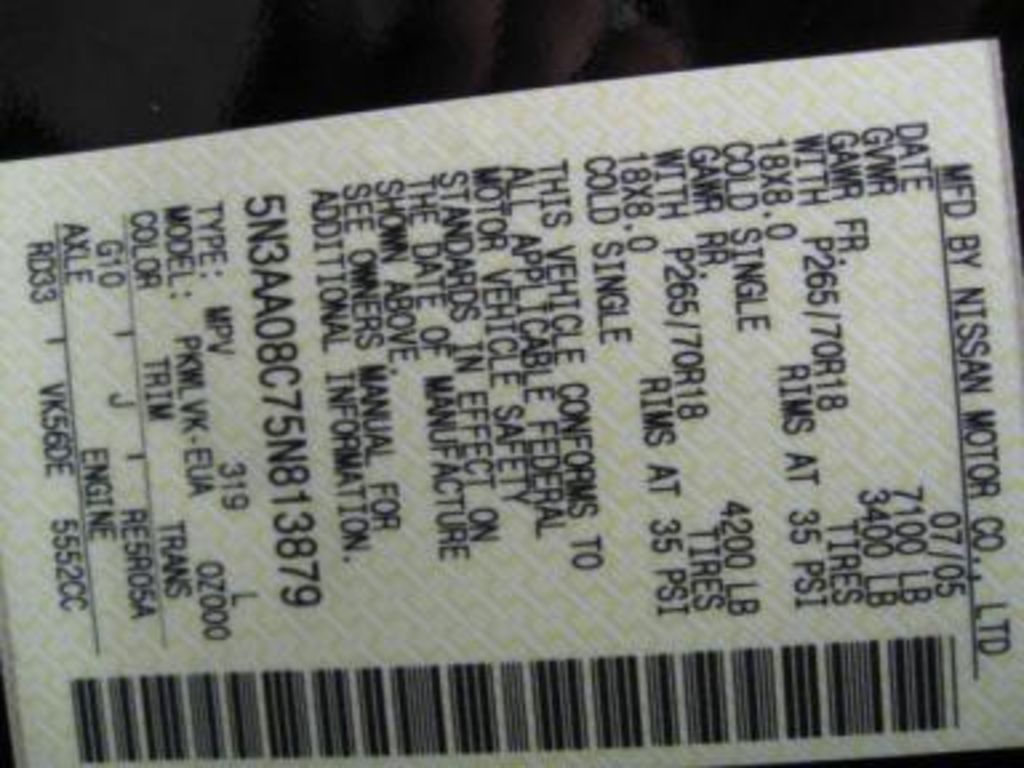 MFD BY NISSAN MOTOR CO., LTD
DATE 07/05
GVWR 7100 LB
GAWR FR. 3400 LB
WITH P265/70R18 TIRES
18X8.0 RIMS AT 35 PSI
COLD SINGLE
GAWR RR. 4200 LB
WITH P265/70R18 TIRES
18X8.0 RIMS AT 35 PSI
COLD SINGLE
THIS VEHICLE CONFORMS TO
ALL APPLICABLE FEDERAL
MOTOR VEHICLE SAFETY
STANDARDS IN EFFECT ON
THE DATE OF MANUFACTURE
SHOWN ABOVE.
SEE OWNERS MANUAL FOR
ADDITIONAL INFORMATION.
5N3AA08C75N813879
TYPE: MPV 319 L
MODEL: PKWLVK-EUA 0Z000
COLOR TRIM TRANS
G10 J RE5R05A
AXLE ENGINE
RD33 VK56DE 5552CC